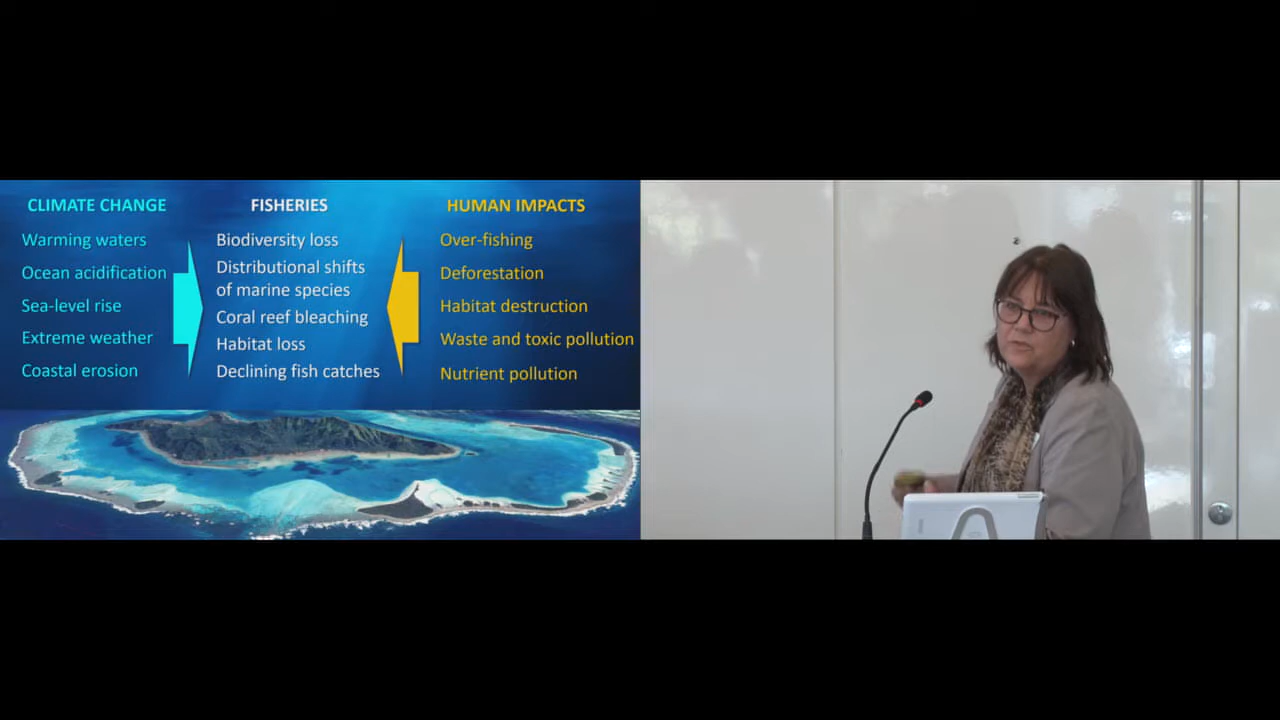 CLIMATE CHANGE
Warming waters
Ocean acidification
Sea-level rise
Extreme weather
Coastal erosion
FISHERIES
Biodiversity loss
Distributional shifts
of marine species
Coral reef bleaching
Habitat loss
Declining fish catches
HUMAN IMPACTS
Over-fishing
Deforestation
Habitat destruction
Waste and toxic pollution
Nutrient pollution